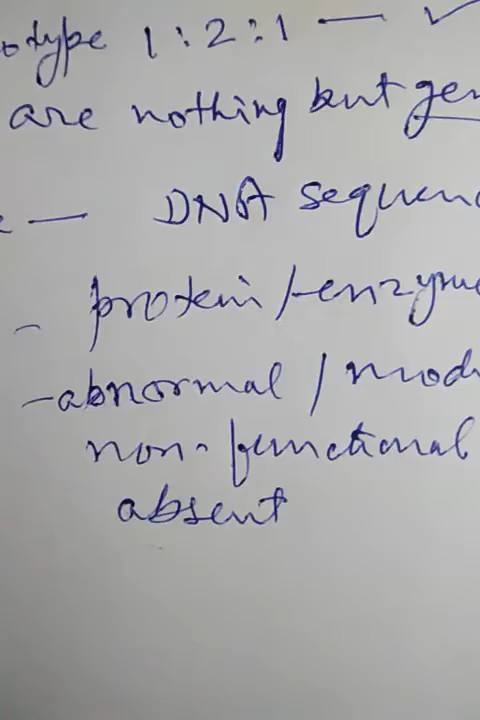 otype 1:2:1 — ✓
are nothing but gen
e — DNA sequen
- protein/-enzyme
- abnormal / mod
non-functional
absent